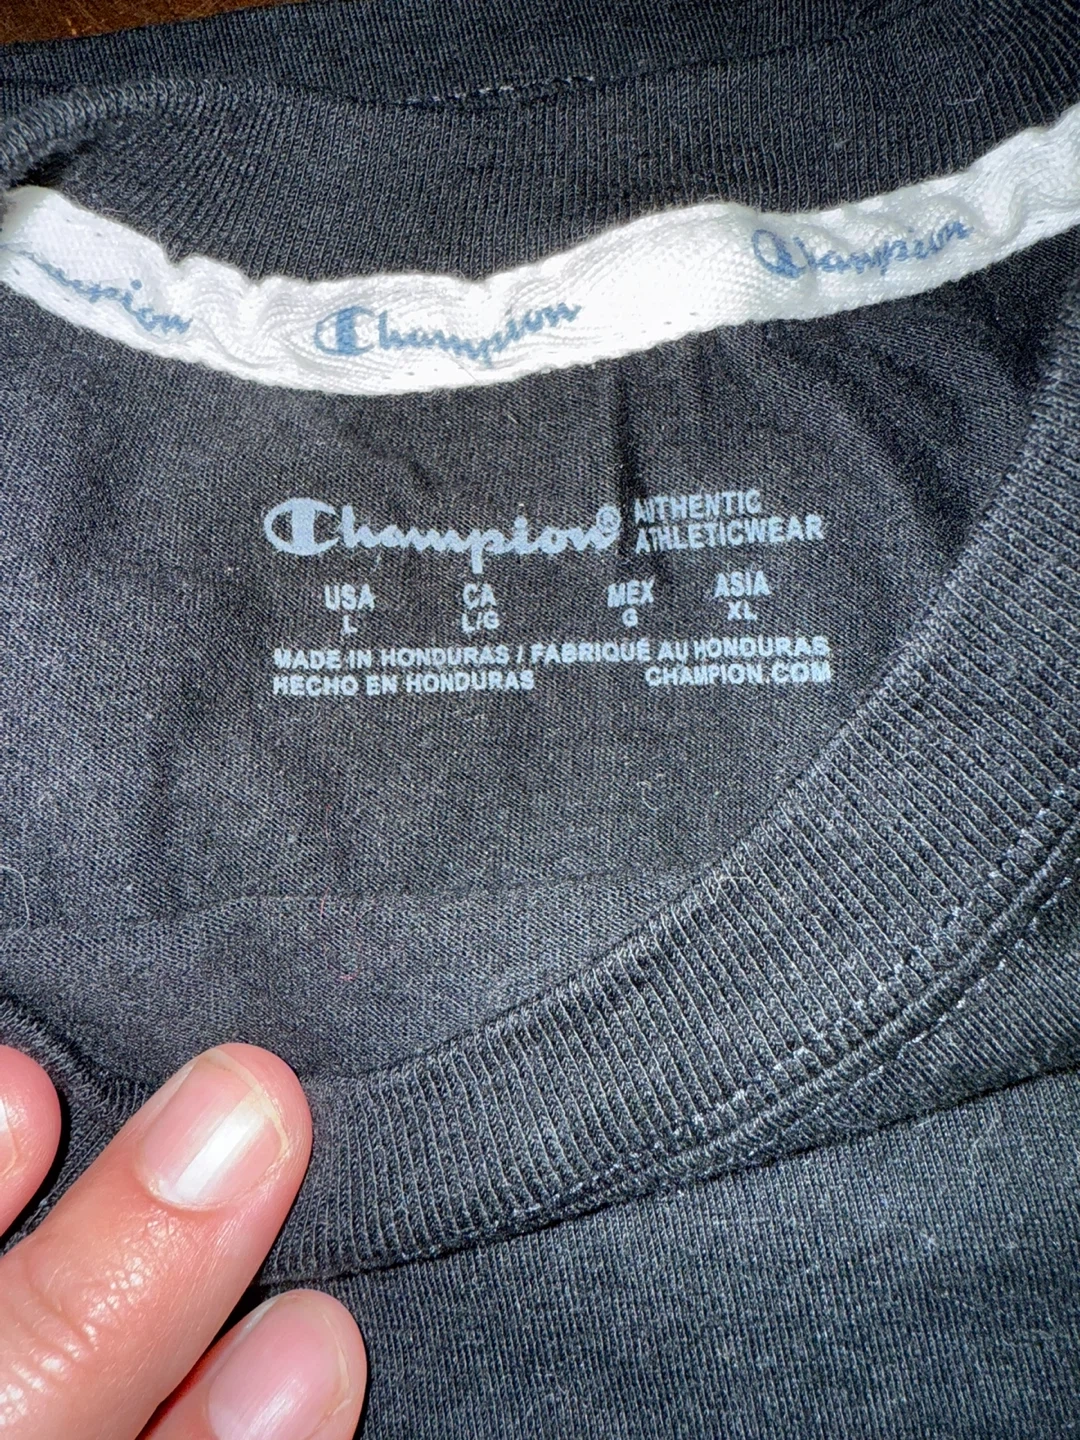 Champion
Champion
Champion
Champion® AUTHENTIC
ATHLETICWEAR
USA CA MEX ASIA
L L/G G XL
MADE IN HONDURAS / FABRIQUÉ AU HONDURAS
HECHO EN HONDURAS CHAMPION.COM